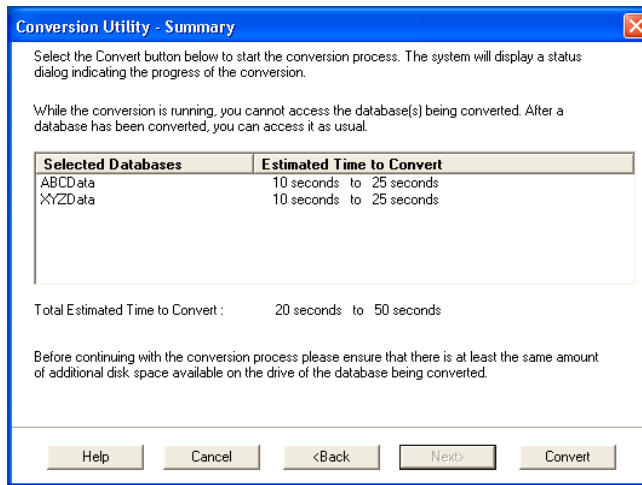 Conversion Utility - Summary
Select the Convert button below to start the conversion process. The system will display a status
dialog indicating the progress of the conversion.
While the conversion is running, you cannot access the database(s) being converted. After a
database has been converted, you can access it as usual.
Selected Databases Estimated Time to Convert
ABCData 10 seconds to 25 seconds
XYZData 10 seconds to 25 seconds
Total Estimated Time to Convert : 20 seconds to 50 seconds
Before continuing with the conversion process please ensure that there is at least the same amount
of additional disk space available on the drive of the database being converted.
Help Cancel <Back Next> Convert